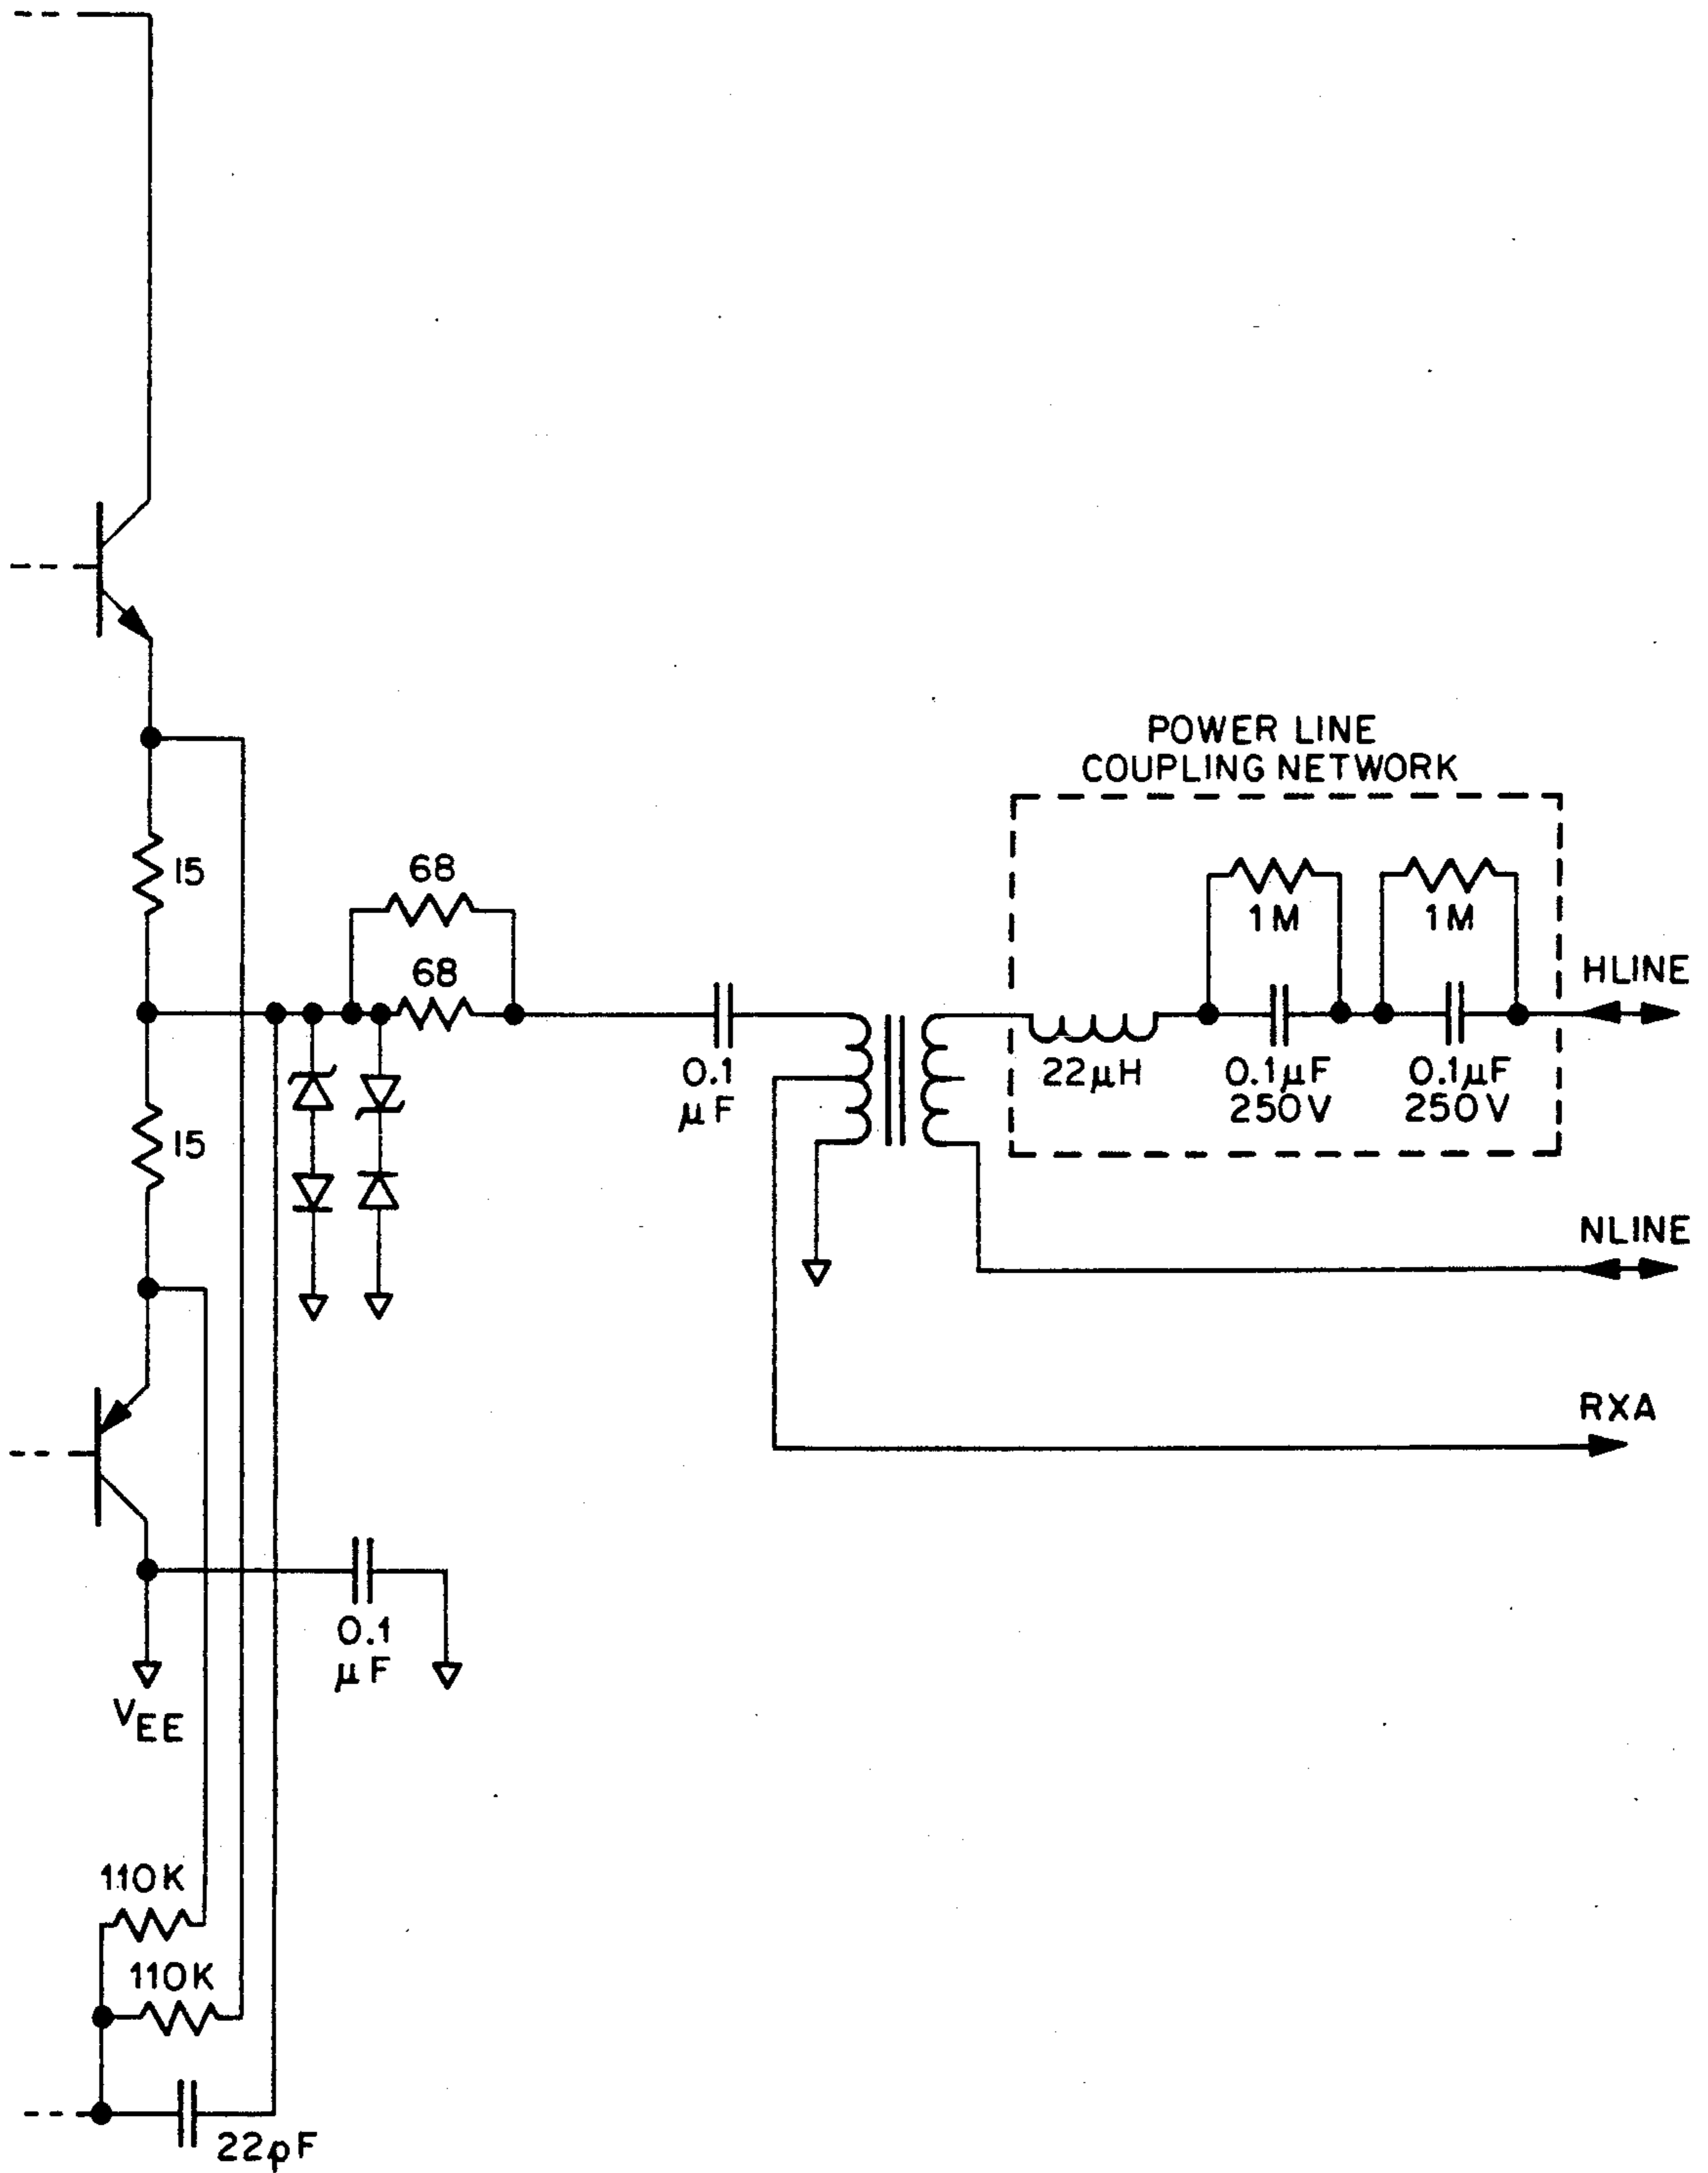 POWER LINE
COUPLING NETWORK
15
68
1M
1M
68
HLINE
0.1
μF
22μH
0.1μF
250V
0.1μF
250V
15
NLINE
RXA
0.1
μF
VEE
110K
110K
22pF